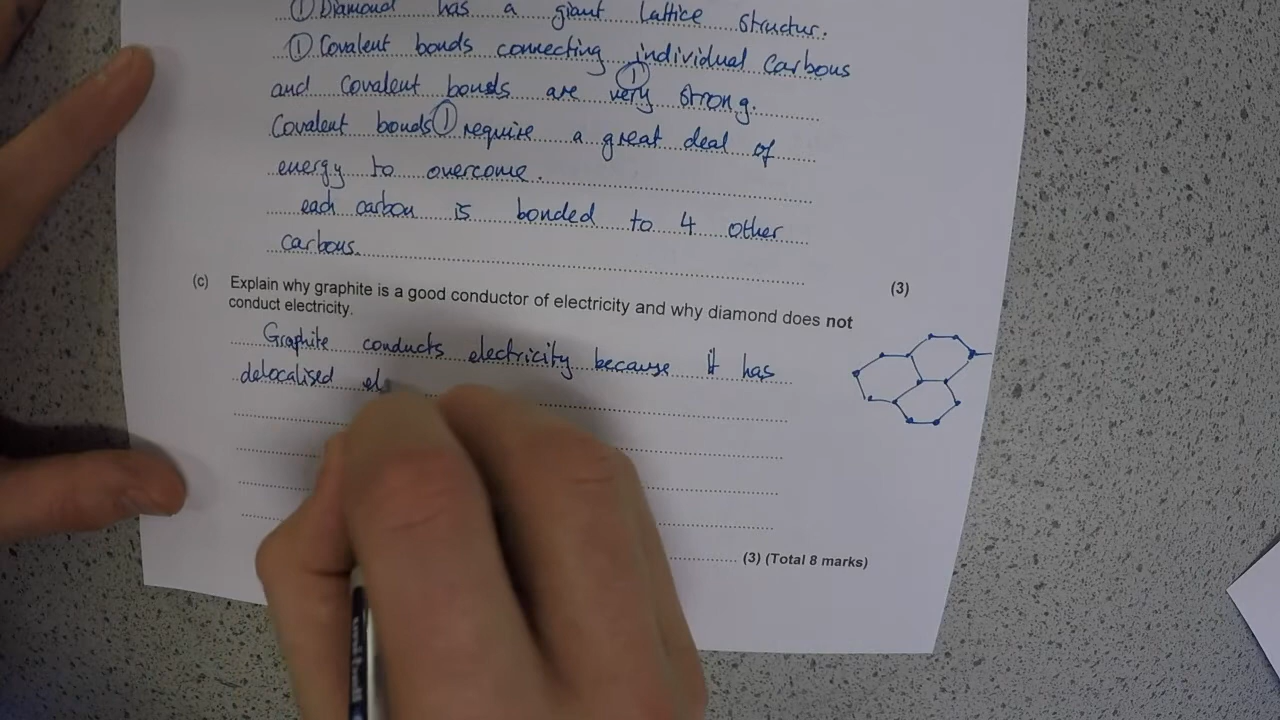 ① Diamond has a giant lattice structur.
① Covalent bonds connecting individual carbons
①
and covalent bonds are very strong.
Covalent bonds ① require a great deal of
energy to overcome.
each carbon is bonded to 4 other
carbons.
(3)
(c) Explain why graphite is a good conductor of electricity and why diamond does not
conduct electricity.
Graphite conducts electricity because it has
delocalised el
(3) (Total 8 marks)